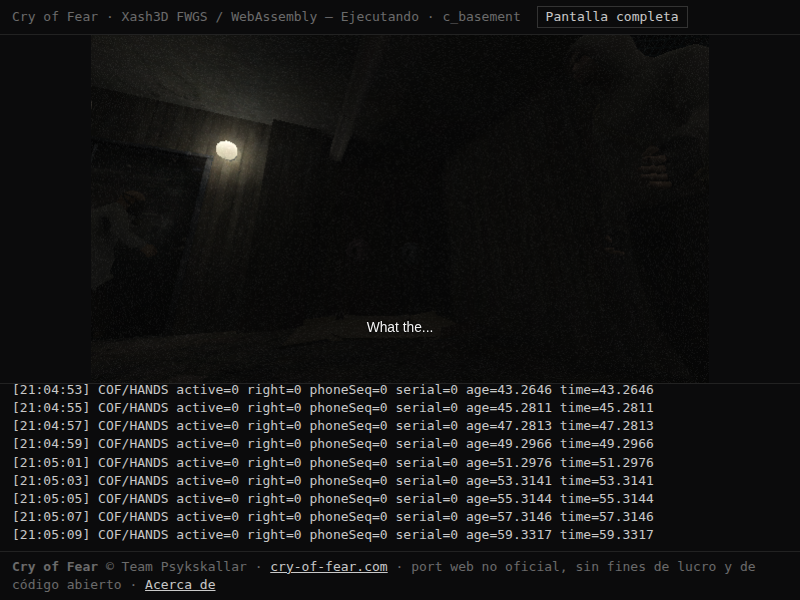 Cry of Fear · Xash3D FWGS / WebAssembly — Ejecutando · c_basement Pantalla completa
What the...
[21:04:53] COF/HANDS active=0 right=0 phoneSeq=0 serial=0 age=43.2646 time=43.2646
[21:04:55] COF/HANDS active=0 right=0 phoneSeq=0 serial=0 age=45.2811 time=45.2811
[21:04:57] COF/HANDS active=0 right=0 phoneSeq=0 serial=0 age=47.2813 time=47.2813
[21:04:59] COF/HANDS active=0 right=0 phoneSeq=0 serial=0 age=49.2966 time=49.2966
[21:05:01] COF/HANDS active=0 right=0 phoneSeq=0 serial=0 age=51.2976 time=51.2976
[21:05:03] COF/HANDS active=0 right=0 phoneSeq=0 serial=0 age=53.3141 time=53.3141
[21:05:05] COF/HANDS active=0 right=0 phoneSeq=0 serial=0 age=55.3144 time=55.3144
[21:05:07] COF/HANDS active=0 right=0 phoneSeq=0 serial=0 age=57.3146 time=57.3146
[21:05:09] COF/HANDS active=0 right=0 phoneSeq=0 serial=0 age=59.3317 time=59.3317
Cry of Fear © Team Psykskallar · cry-of-fear.com · port web no oficial, sin fines de lucro y de
código abierto · Acerca de